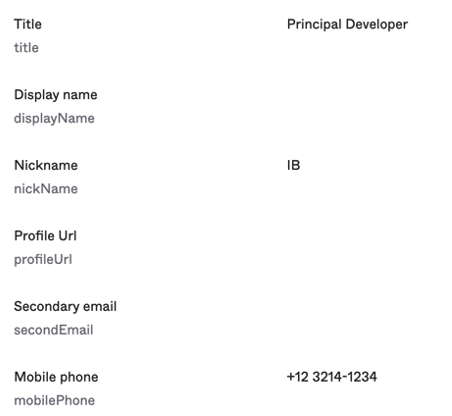 Title Principal Developer
title
Display name
displayName
Nickname IB
nickName
Profile Url
profileUrl
Secondary email
secondEmail
Mobile phone +12 3214-1234
mobilePhone